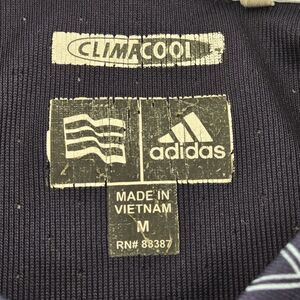 CLIMACOOL
adidas
MADE IN
VIETNAM
M
RN# 88387